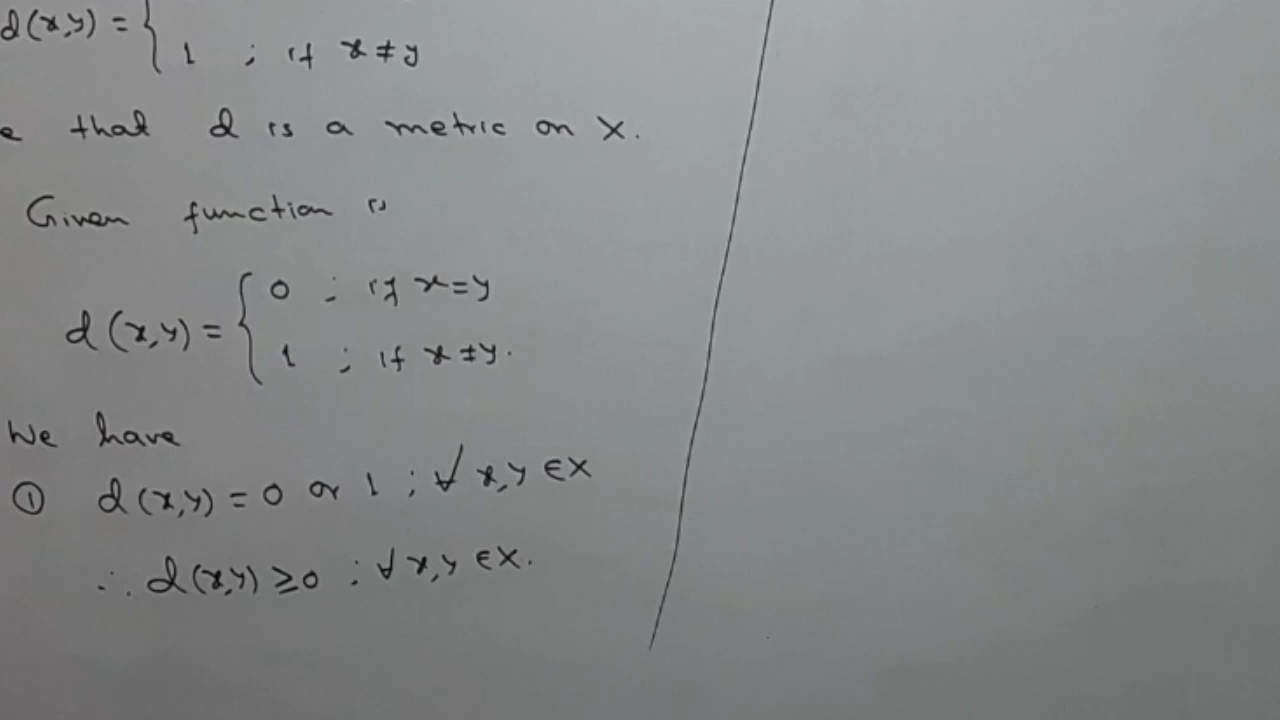 d(x,y) = {
1 ; if x ≠ y
e that d is a metric on X.
Given function is
0 ; if x=y
d(x,y) = {
1 ; if x ≠ y.
We have
① d(x,y) = 0 or 1 ; ∀ x,y ∈ X
∴ d(x,y) ≥ 0 ; ∀ x,y ∈ X.